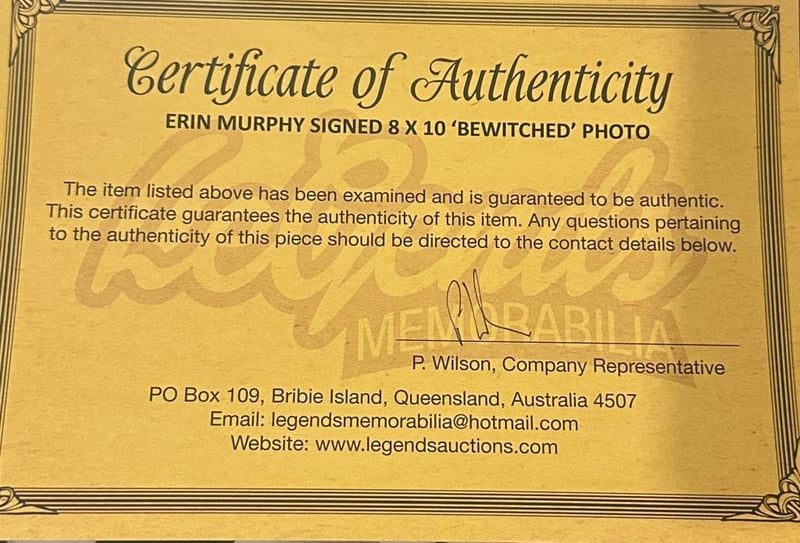 Certificate of Authenticity
ERIN MURPHY SIGNED 8 X 10 ‘BEWITCHED’ PHOTO
The item listed above has been examined and is guaranteed to be authentic.
This certificate guarantees the authenticity of this item. Any questions pertaining
to the authenticity of this piece should be directed to the contact details below.
Legends
MEMORABILIA
P. Wilson, Company Representative
PO Box 109, Bribie Island, Queensland, Australia 4507
Email: legendsmemorabilia@hotmail.com
Website: www.legendsauctions.com